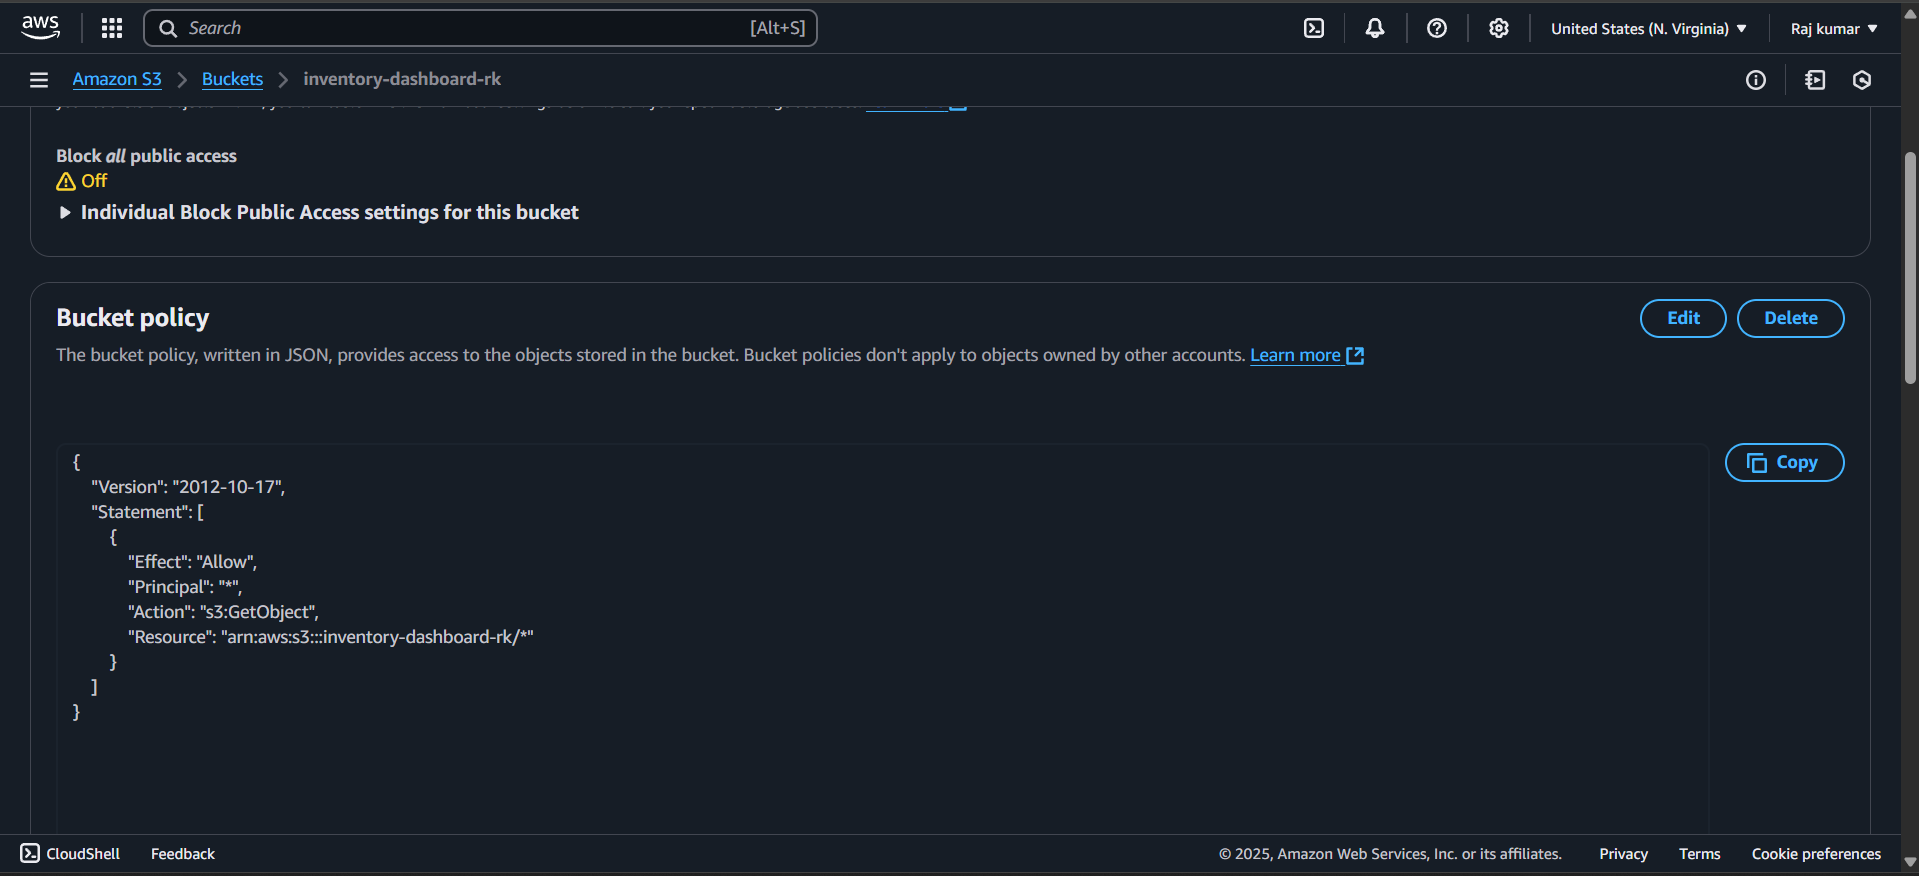 aws
Search [Alt+S]
United States (N. Virginia)
Raj kumar
Amazon S3 > Buckets > inventory-dashboard-rk
Block all public access
Off
Individual Block Public Access settings for this bucket
Bucket policy
Edit
Delete
The bucket policy, written in JSON, provides access to the objects stored in the bucket. Bucket policies don't apply to objects owned by other accounts. Learn more
Copy
{
"Version": "2012-10-17",
"Statement": [
{
"Effect": "Allow",
"Principal": "*",
"Action": "s3:GetObject",
"Resource": "arn:aws:s3:::inventory-dashboard-rk/*"
}
]
}
CloudShell
Feedback
© 2025, Amazon Web Services, Inc. or its affiliates.
Privacy
Terms
Cookie preferences